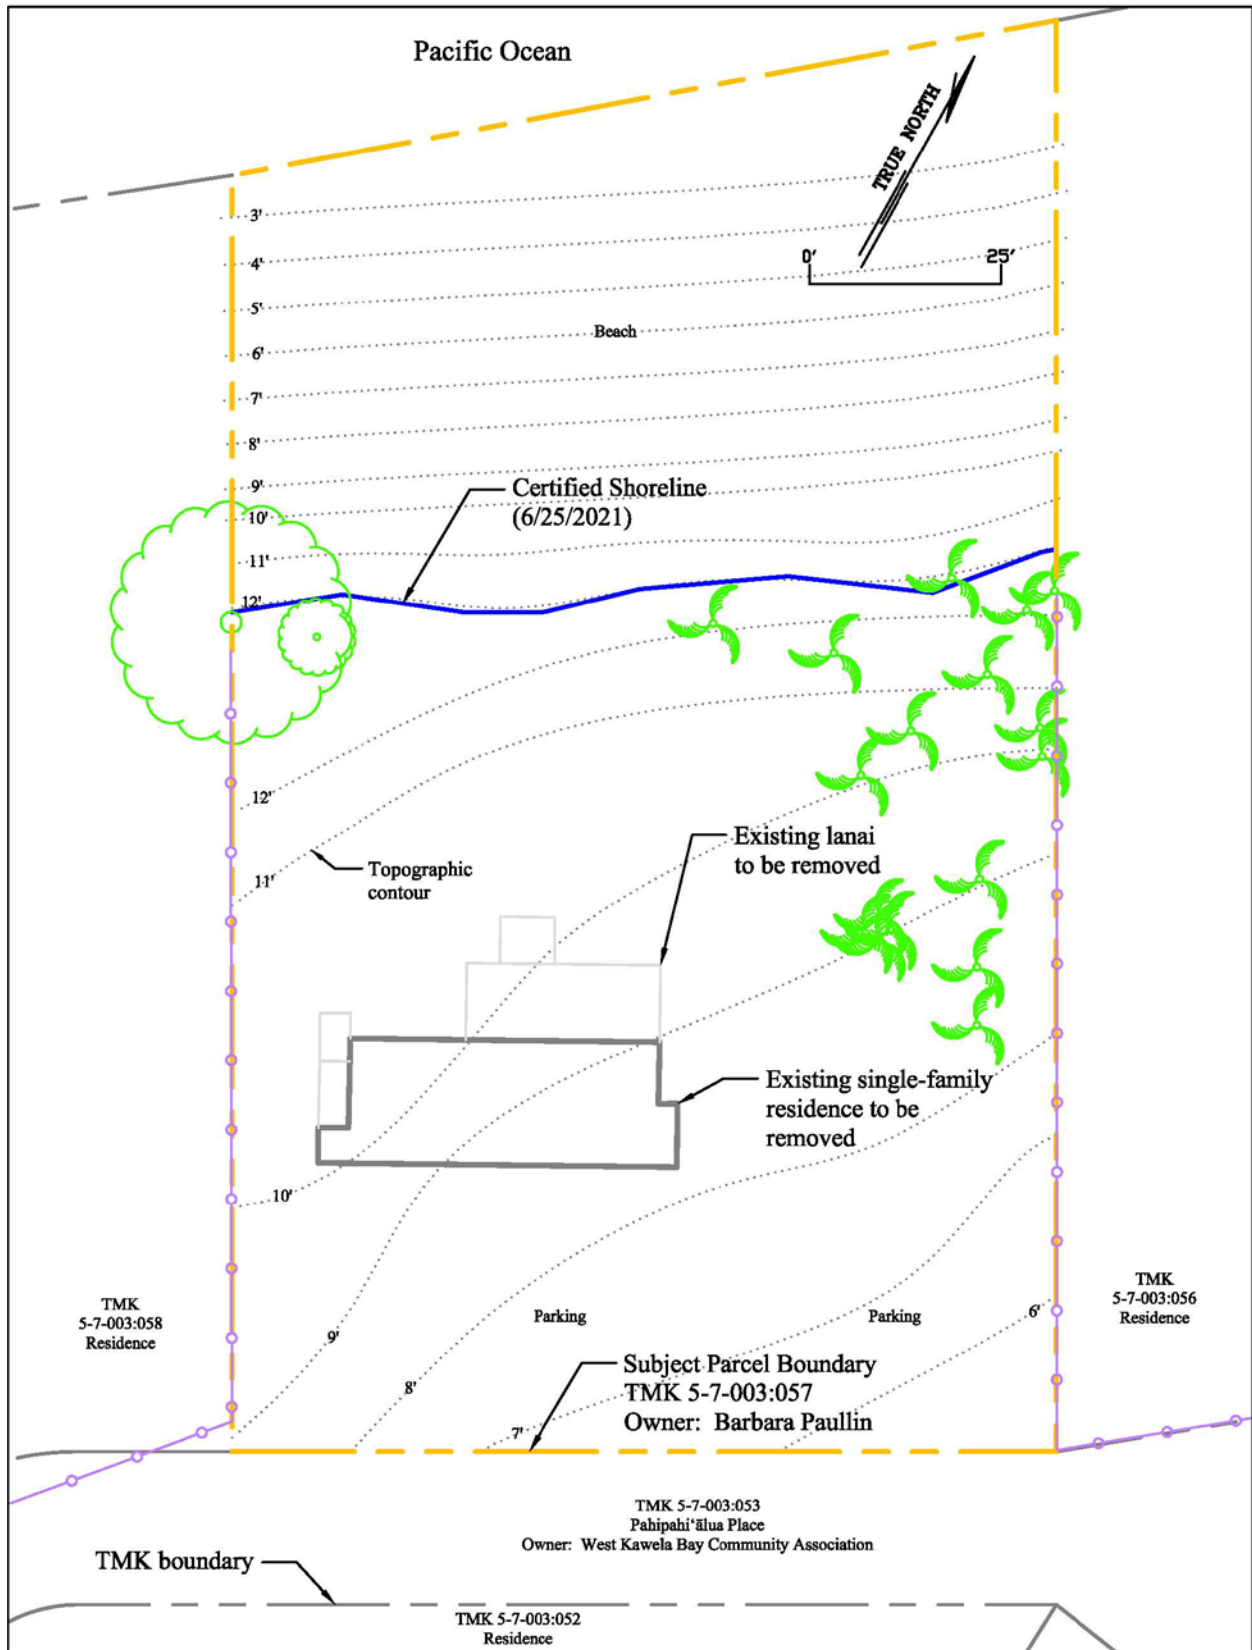 Pacific Ocean
TRUE NORTH
0' 25'
3'
4'
5'
Beach
6'
7'
8'
9'
Certified Shoreline
(6/25/2021)
10'
11'
12'
12'
Existing lanai
to be removed
11'
Topographic
contour
Existing single-family
residence to be
removed
10'
TMK
5-7-003:058
Residence
TMK
5-7-003:056
Residence
9'
Parking
Parking
6'
8'
Subject Parcel Boundary
TMK 5-7-003:057
Owner: Barbara Paullin
7'
TMK 5-7-003:053
Pahipahi‘ālua Place
Owner: West Kawela Bay Community Association
TMK boundary
TMK 5-7-003:052
Residence